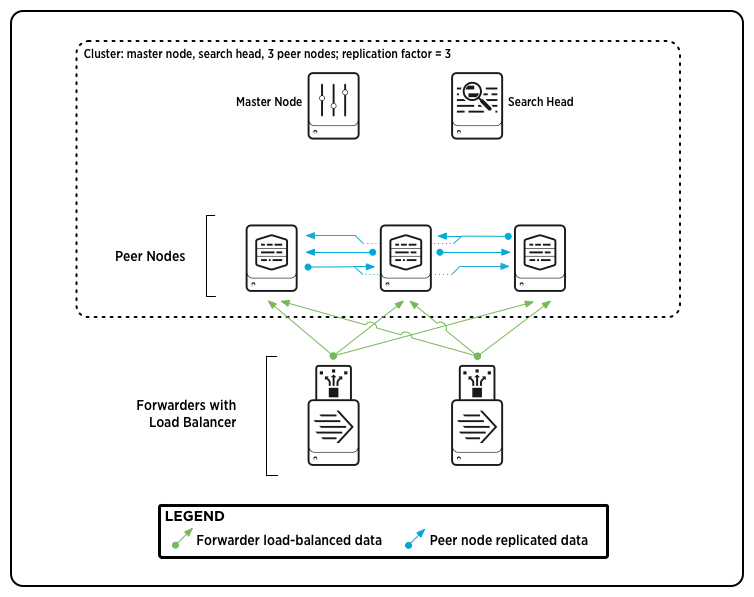 Cluster: master node, search head, 3 peer nodes; replication factor = 3
Master Node
Search Head
Peer Nodes
Forwarders with
Load Balancer
LEGEND
Forwarder load-balanced data
Peer node replicated data